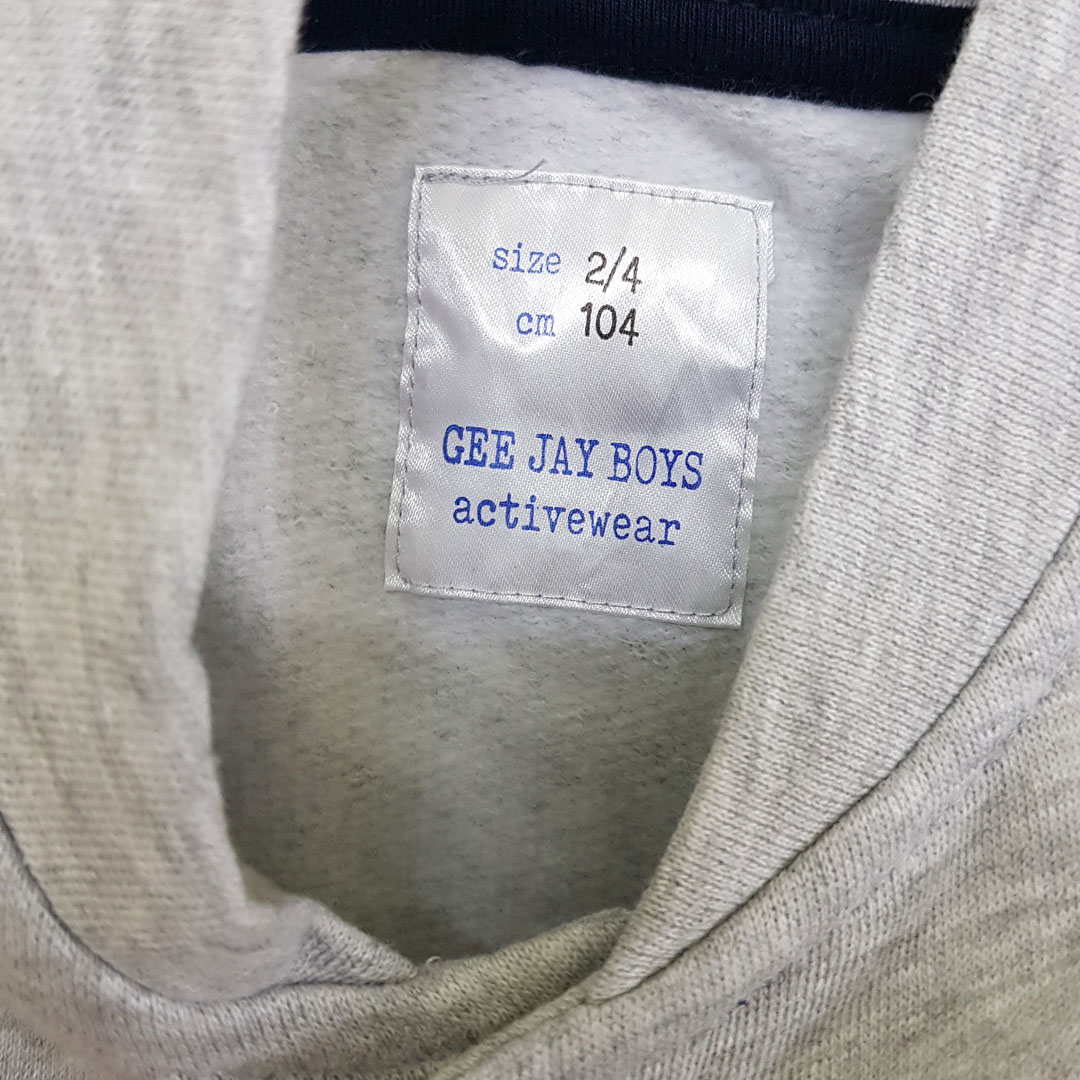 size 2/4
cm 104
GEE JAY BOYS
activewear